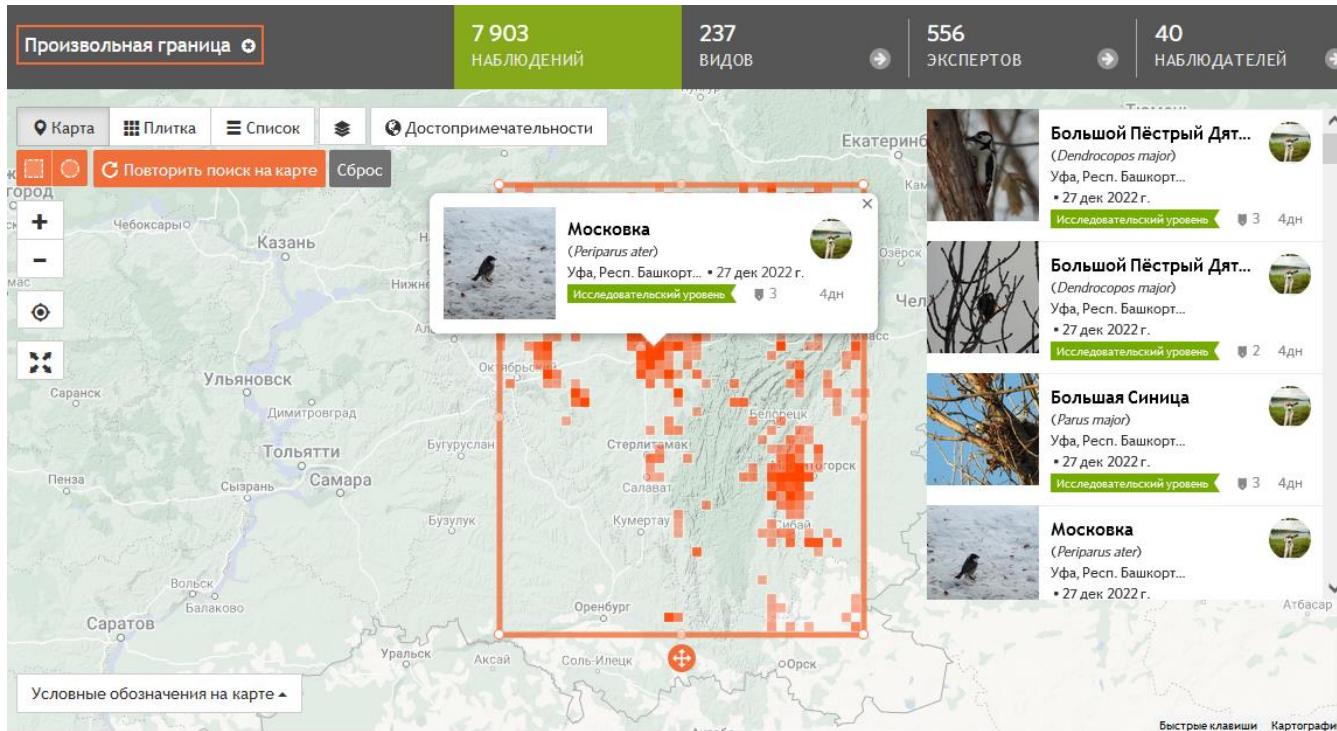 Произвольная граница
7 903
НАБЛЮДЕНИЙ
237
ВИДОВ
556
ЭКСПЕРТОВ
40
НАБЛЮДАТЕЛЕЙ
Карта
Плитка
Список
Достопримечательности
Повторить поиск на карте
Сброс
Чебоксары
Казань
Ульяновск
Саранск
Димитровград
Тольятти
Пенза
Сызрань
Самара
Бугуруслан
Бузулук
Вольск
Балаково
Саратов
Уральск
Аксай
Соль-Илецк
Орск
Оренбург
Кумертау
Сибай
Салават
Стерлитамак
Белорецк
Озёрск
Атбасар
Московка
(Periparus ater)
Уфа, Респ. Башкорт... • 27 дек 2022 г.
Исследовательский уровень
3
4дн
Большой Пёстрый Дят...
(Dendrocopos major)
Уфа, Респ. Башкорт...
• 27 дек 2022 г.
Исследовательский уровень
3
4дн
Большой Пёстрый Дят...
(Dendrocopos major)
Уфа, Респ. Башкорт...
• 27 дек 2022 г.
Исследовательский уровень
2
4дн
Большая Синица
(Parus major)
Уфа, Респ. Башкорт...
• 27 дек 2022 г.
Исследовательский уровень
3
4дн
Московка
(Periparus ater)
Уфа, Респ. Башкорт...
• 27 дек 2022 г.
Условные обозначения на карте
Быстрые клавиши
Картографи